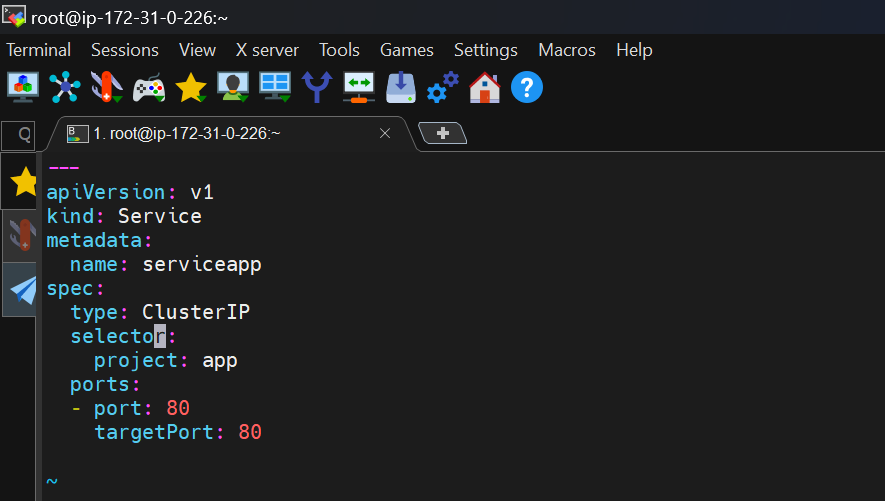 root@ip-172-31-0-226:~
Terminal Sessions View X server Tools Games Settings Macros Help
?
Q
B 1. root@ip-172-31-0-226:~
---
apiVersion: v1
kind: Service
metadata:
  name: serviceapp
spec:
  type: ClusterIP
  selector:
    project: app
  ports:
  - port: 80
    targetPort: 80
~